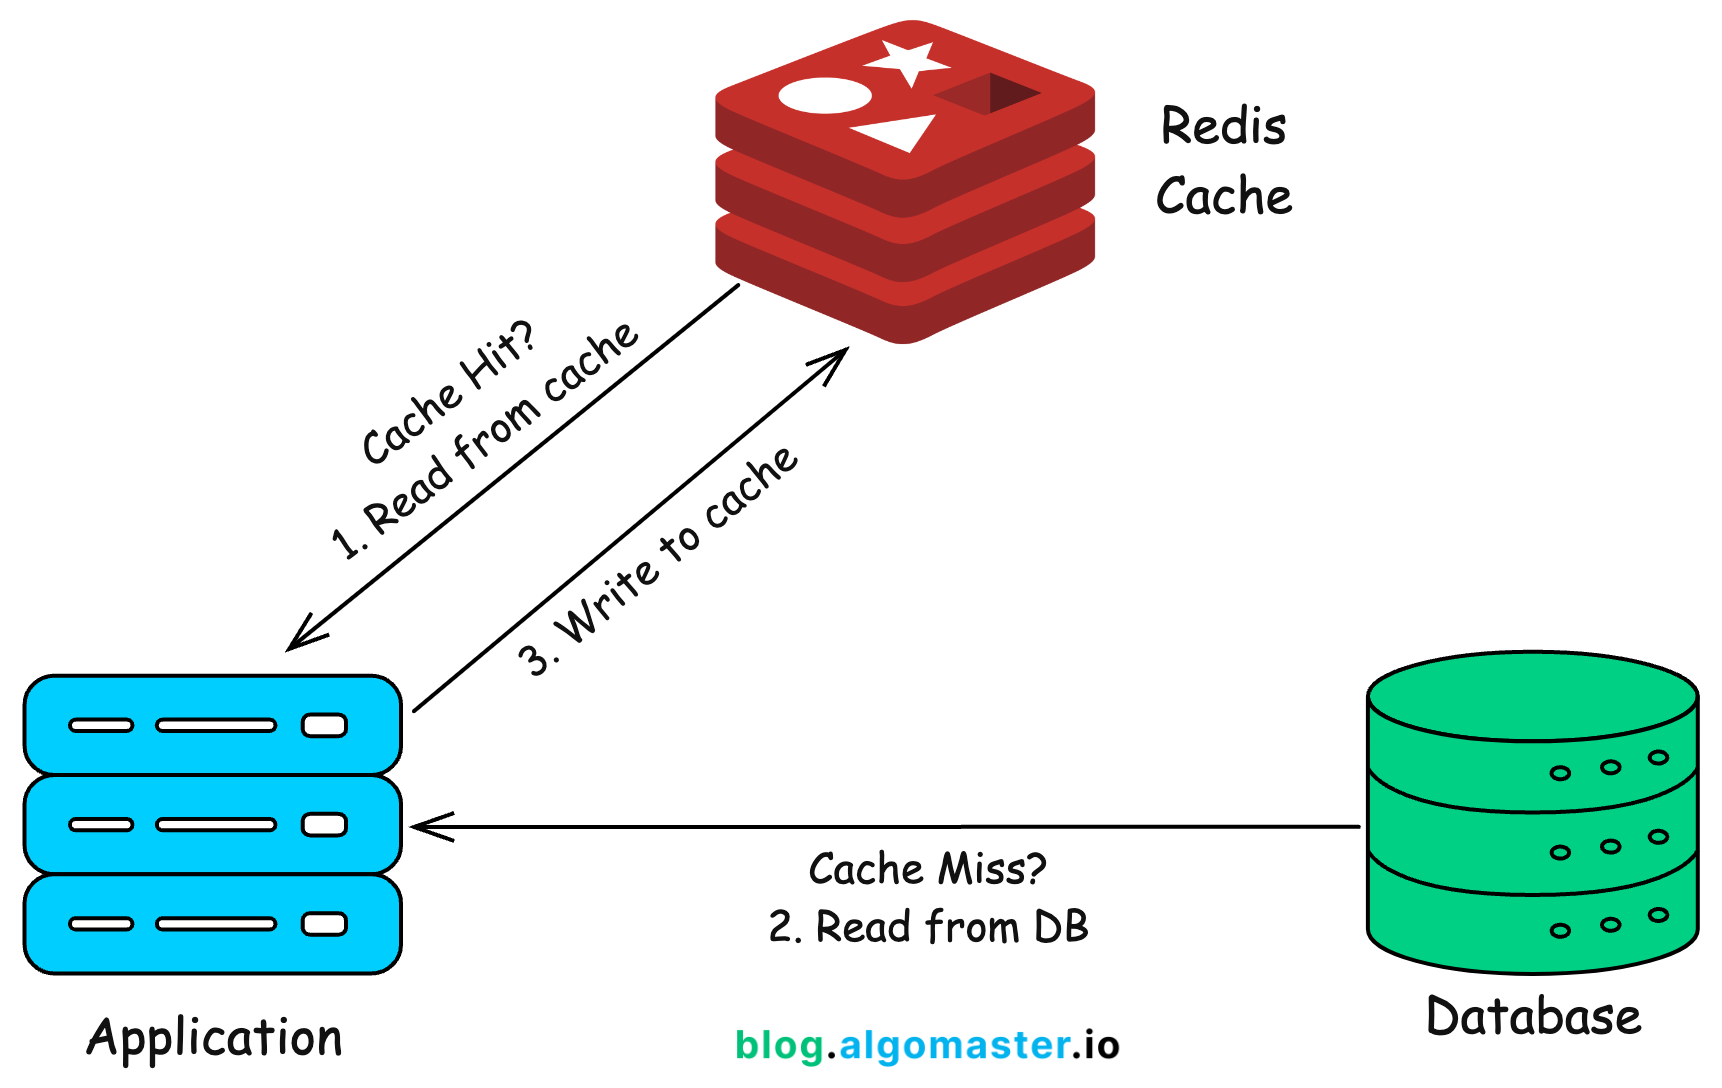 Redis
Cache
Cache Hit?
1. Read from cache
3. Write to cache
Cache Miss?
2. Read from DB
Application
Database
blog.algomaster.io